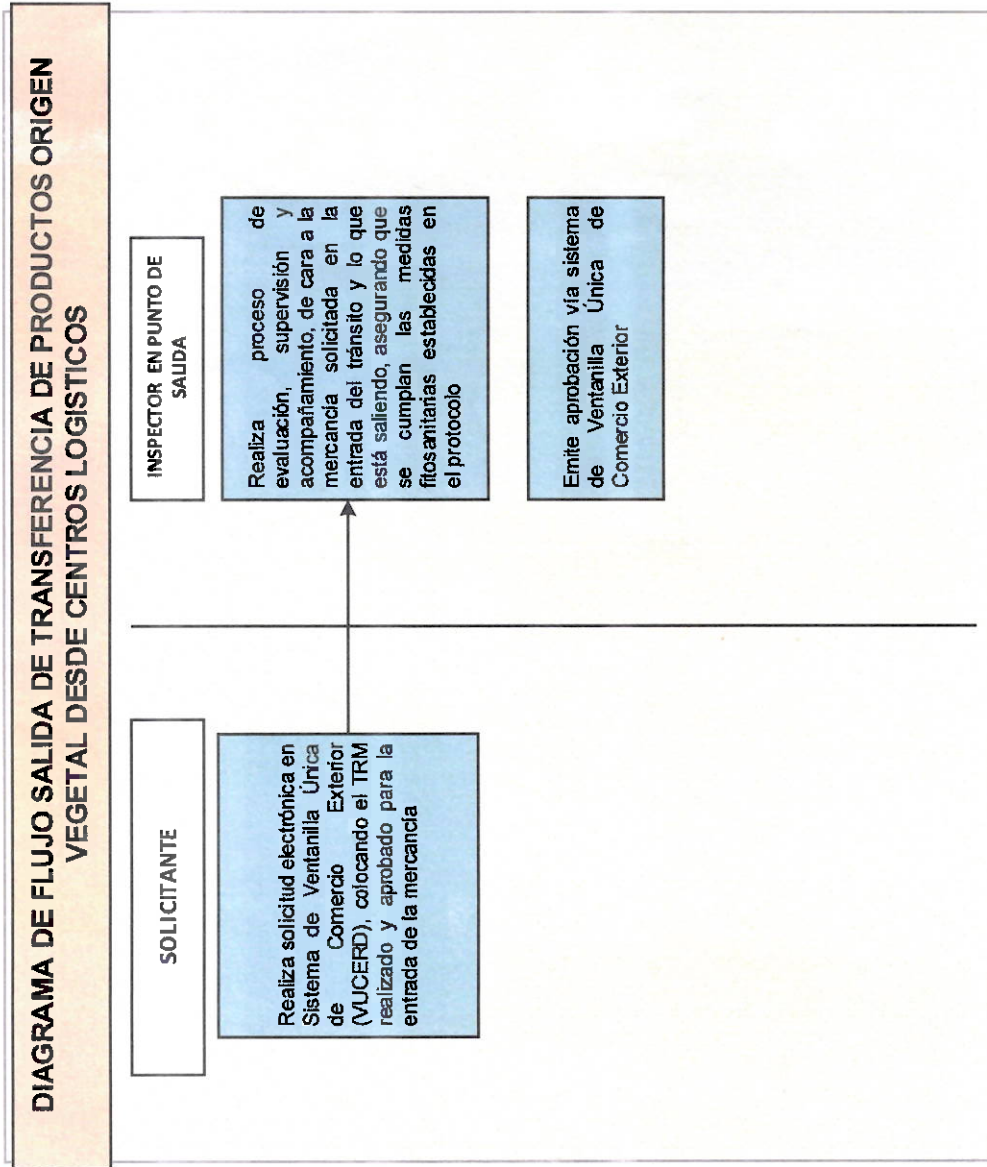 DIAGRAMA DE FLUJO SALIDA DE TRANSFERENCIA DE PRODUCTOS ORIGEN
VEGETAL DESDE CENTROS LOGISTICOS
SOLICITANTE
Realiza solicitud electrónica en
Sistema de Ventanilla Única
de Comercio Exterior
(VUCERD), colocando el TRM
realizado y aprobado para la
entrada de la mercancía
INSPECTOR EN PUNTO DE
SALIDA
Realiza proceso de
evaluación, supervisión y
acompañamiento, de cara a la
mercancia solicitada en la
entrada del tránsito y lo que
está saliendo, asegurando que
se cumplan las medidas
fitosanitarias establecidas en
el protocolo
Emite aprobación vía sistema
de Ventanilla Única de
Comercio Exterior